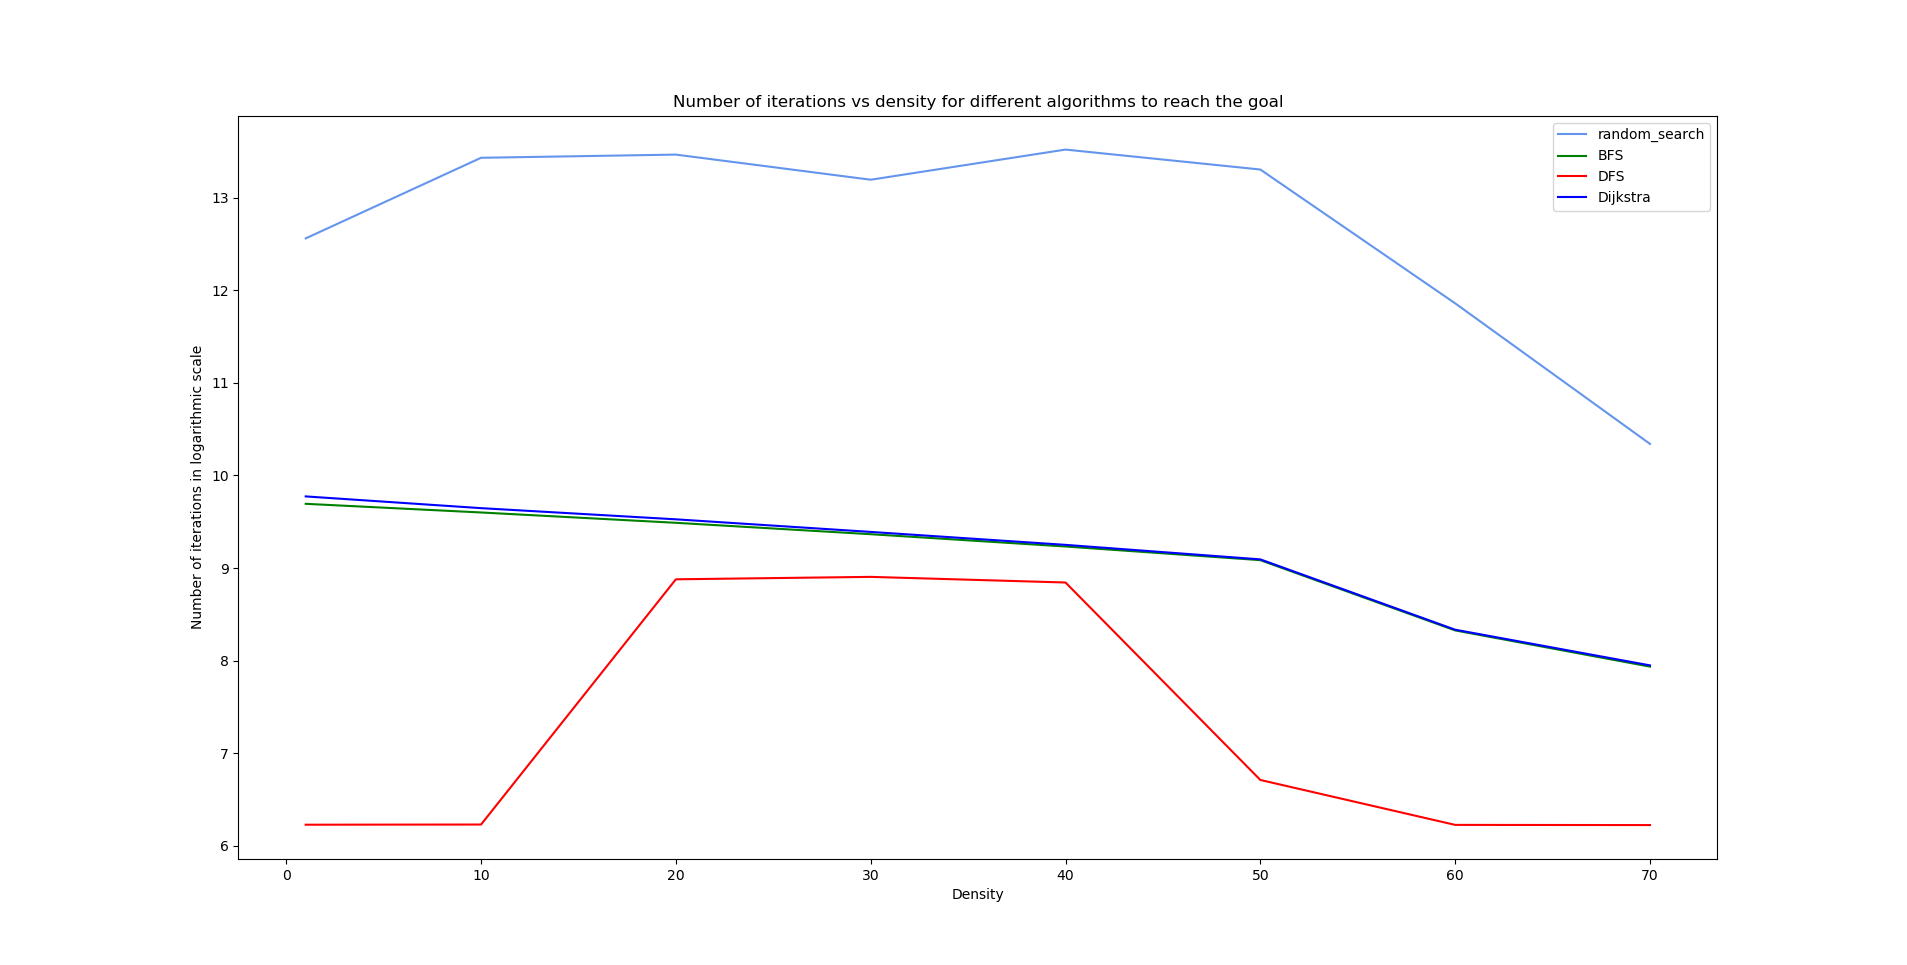 Number of iterations vs density for different algorithms to reach the goal
random_search
BFS
DFS
Dijkstra
Number of iterations in logarithmic scale
13
12
11
10
9
8
7
6
0 10 20 30 40 50 60 70
Density